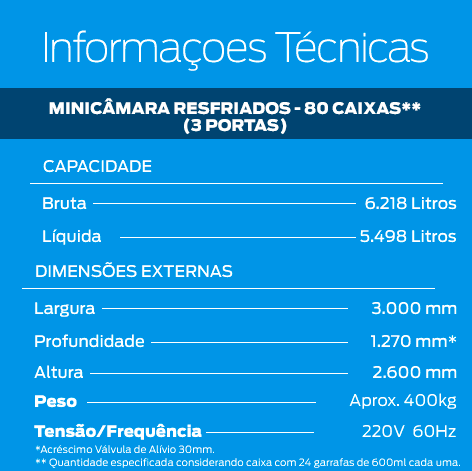 Informaçoes Técnicas
MINICÂMARA RESFRIADOS - 80 CAIXAS**
(3 PORTAS)
CAPACIDADE
Bruta 6.218 Litros
Líquida 5.498 Litros
DIMENSÕES EXTERNAS
Largura 3.000 mm
Profundidade 1.270 mm*
Altura 2.600 mm
Peso Aprox. 400kg
Tensão/Frequência 220V 60Hz
*Acréscimo Válvula de Alívio 30mm.
** Quantidade especificada considerando caixa com 24 garrafas de 600ml cada uma.